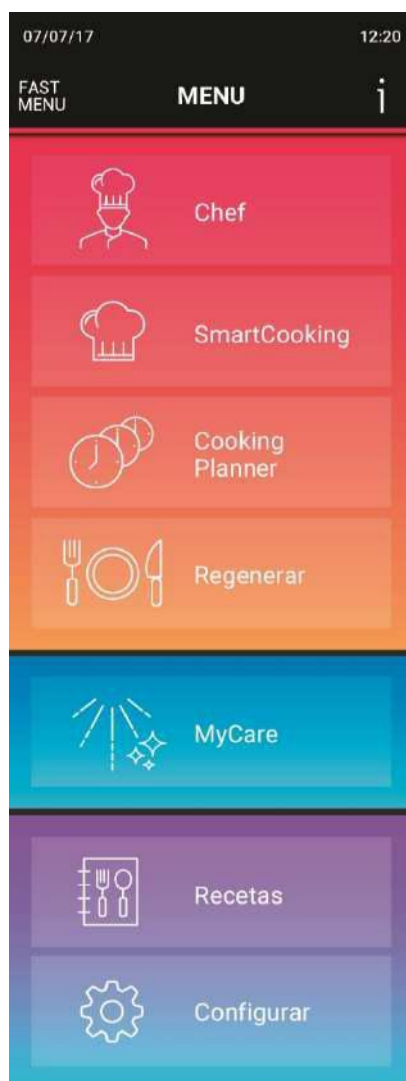 07/07/17 12:20
FAST
MENU
MENU
i
Chef
SmartCooking
Cooking
Planner
Regenerar
MyCare
Recetas
Configurar